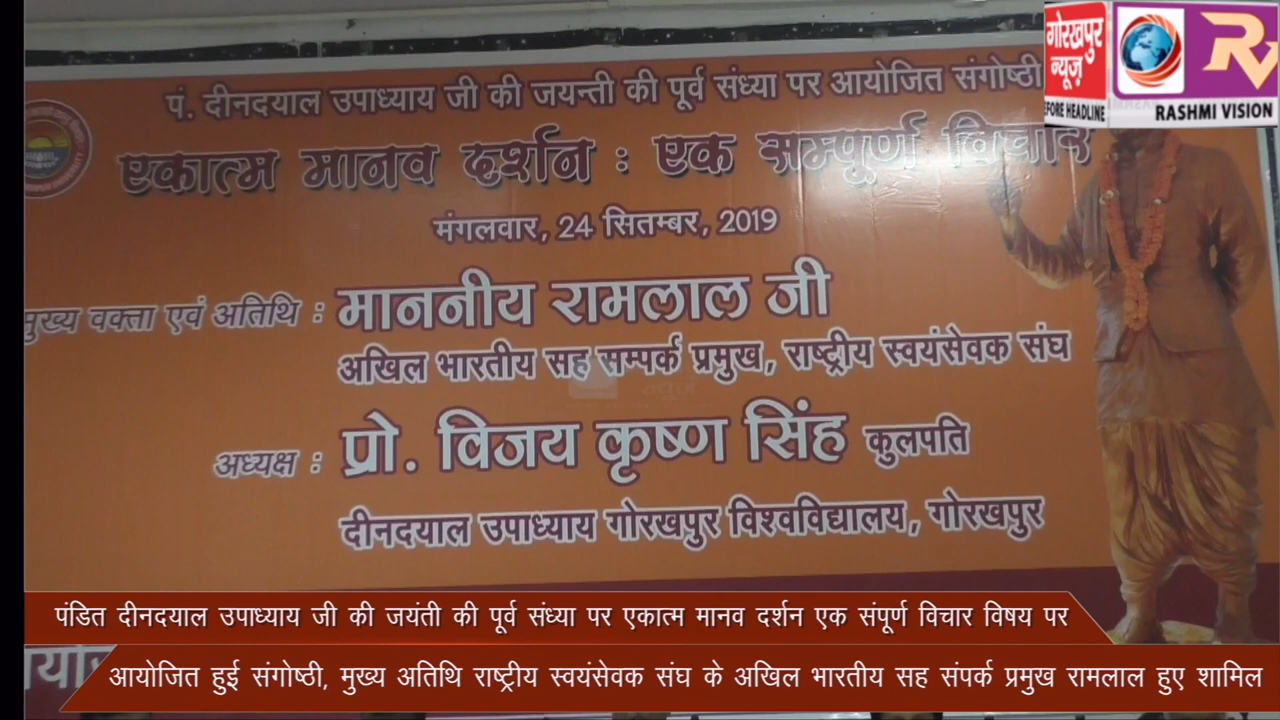 गोरखपुर
न्यूज़
EFORE HEADLINE
RV
RASHMI VISION
पं. दीनदयाल उपाध्याय जी की जयन्ती की पूर्व संध्या पर आयोजित संगोष्ठी
एकात्म मानव दर्शन : एक सम्पूर्ण विचार
मंगलवार, 24 सितम्बर, 2019
मुख्य वक्ता एवं अतिथि : माननीय रामलाल जी
अखिल भारतीय सह सम्पर्क प्रमुख, राष्ट्रीय स्वयंसेवक संघ
अध्यक्ष : प्रो. विजय कृष्ण सिंह कुलपति
दीनदयाल उपाध्याय गोरखपुर विश्वविद्यालय, गोरखपुर
पंडित दीनदयाल उपाध्याय जी की जयंती की पूर्व संध्या पर एकात्म मानव दर्शन एक संपूर्ण विचार विषय पर
आयोजित हुई संगोष्ठी, मुख्य अतिथि राष्ट्रीय स्वयंसेवक संघ के अखिल भारतीय सह संपर्क प्रमुख रामलाल हुए शामिल